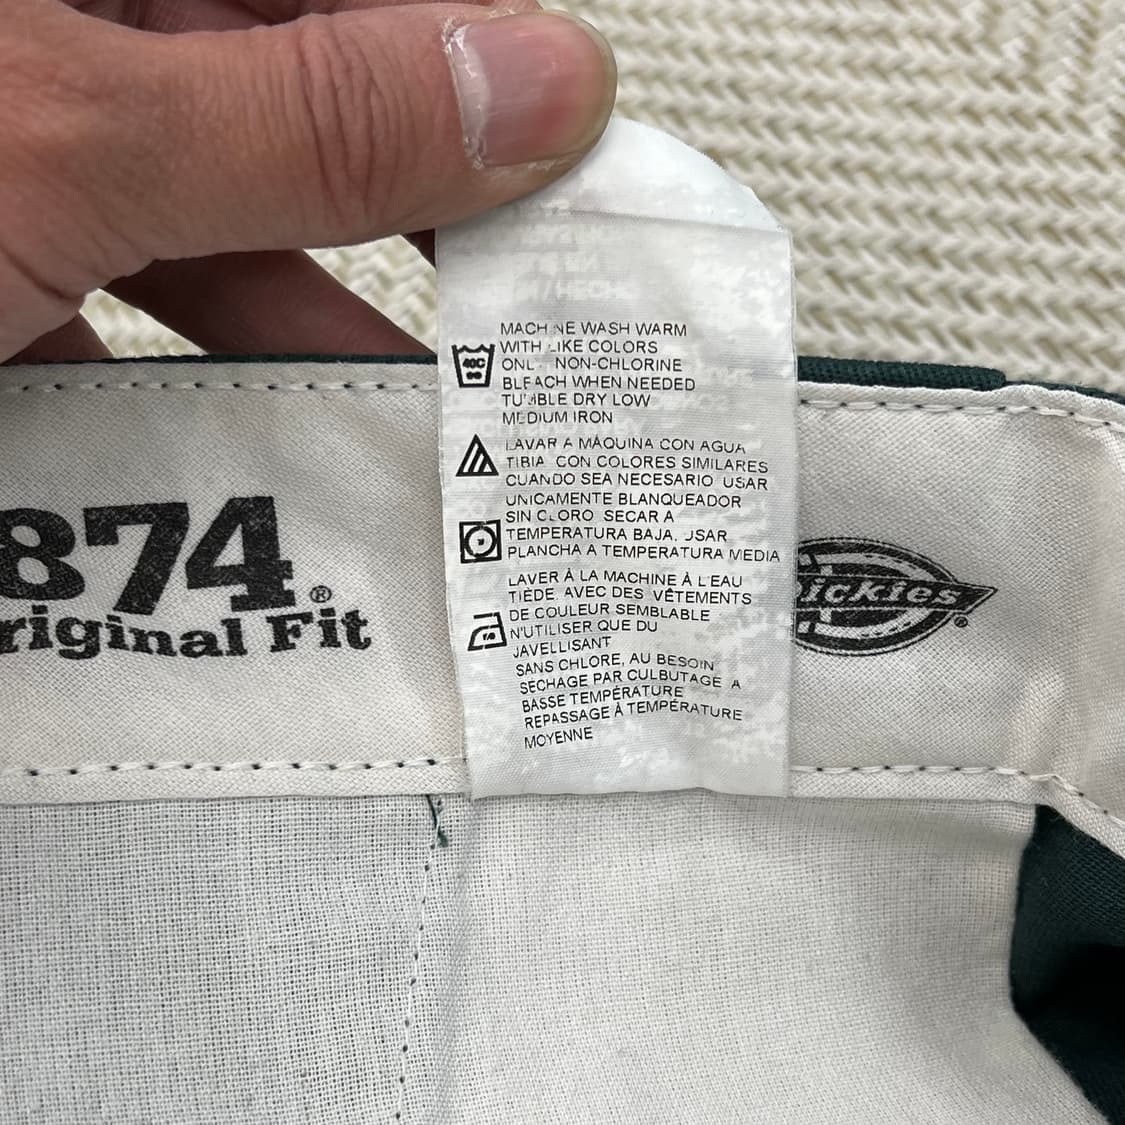 MACHINE WASH WARM
WITH LIKE COLORS
ONLY NON-CHLORINE
BLEACH WHEN NEEDED
TUMBLE DRY LOW
MEDIUM IRON
40C
LAVAR A MÁQUINA CON AGUA
TIBIA CON COLORES SIMILARES
CUANDO SEA NECESARIO USAR
UNICAMENTE BLANQUEADOR
SIN CLORO SECAR A
TEMPERATURA BAJA, USAR
PLANCHA A TEMPERATURA MEDIA
LAVER À LA MACHINE À L'EAU
TIÈDE AVEC DES VÊTEMENTS
DE COULEUR SEMBLABLE
N'UTILISER QUE DU
JAVELLISANT
SANS CHLORE, AU BESOIN
SÉCHAGE PAR CULBUTAGE A
BASSE TEMPÉRATURE
REPASSAGE À TEMPÉRATURE
MOYENNE
874®
riginal Fit
ickies®